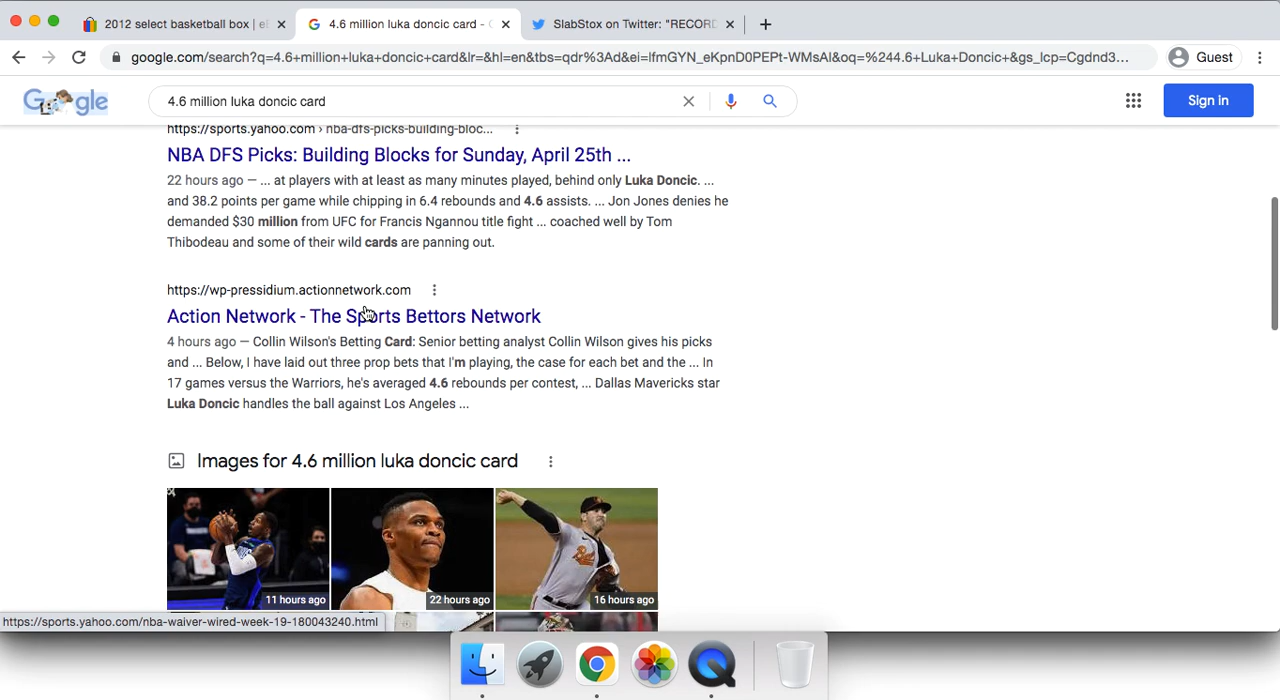 2012 select basketball box | e
4.6 million luka doncic card -
SlabStox on Twitter: "RECORD
google.com/search?q=4.6+million+luka+doncic+card&lr=&hl=en&tbs=qdr%3Ad&ei=lfmGYN_eKpnD0PEPt-WMsAI&oq=%244.6+Luka+Doncic+&gs_lcp=Cgdnd3...
Guest
Google
4.6 million luka doncic card
Sign in
https://sports.yahoo.com › nba-dfs-picks-building-bloc...
NBA DFS Picks: Building Blocks for Sunday, April 25th ...
22 hours ago — ... at players with at least as many minutes played, behind only Luka Doncic. ...
and 38.2 points per game while chipping in 6.4 rebounds and 4.6 assists. ... Jon Jones denies he
demanded $30 million from UFC for Francis Ngannou title fight ... coached well by Tom
Thibodeau and some of their wild cards are panning out.
https://wp-pressidium.actionnetwork.com
Action Network - The Sports Bettors Network
4 hours ago — Collin Wilson's Betting Card: Senior betting analyst Collin Wilson gives his picks
and ... Below, I have laid out three prop bets that I'm playing, the case for each bet and the ... In
17 games versus the Warriors, he's averaged 4.6 rebounds per contest, ... Dallas Mavericks star
Luka Doncic handles the ball against Los Angeles ...
Images for 4.6 million luka doncic card
11 hours ago
22 hours ago
16 hours ago
https://sports.yahoo.com/nba-waiver-wired-week-19-180043240.html